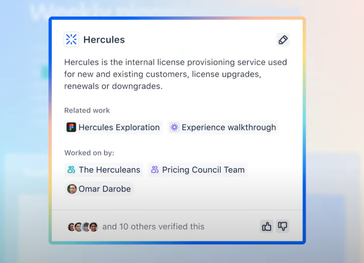 Hercules
Hercules is the internal license provisioning service used
for new and existing customers, license upgrades,
renewals or downgrades.
Related work
Hercules Exploration Experience walkthrough
Worked on by:
The Herculeans Pricing Council Team
Omar Darobe
and 10 others verified this